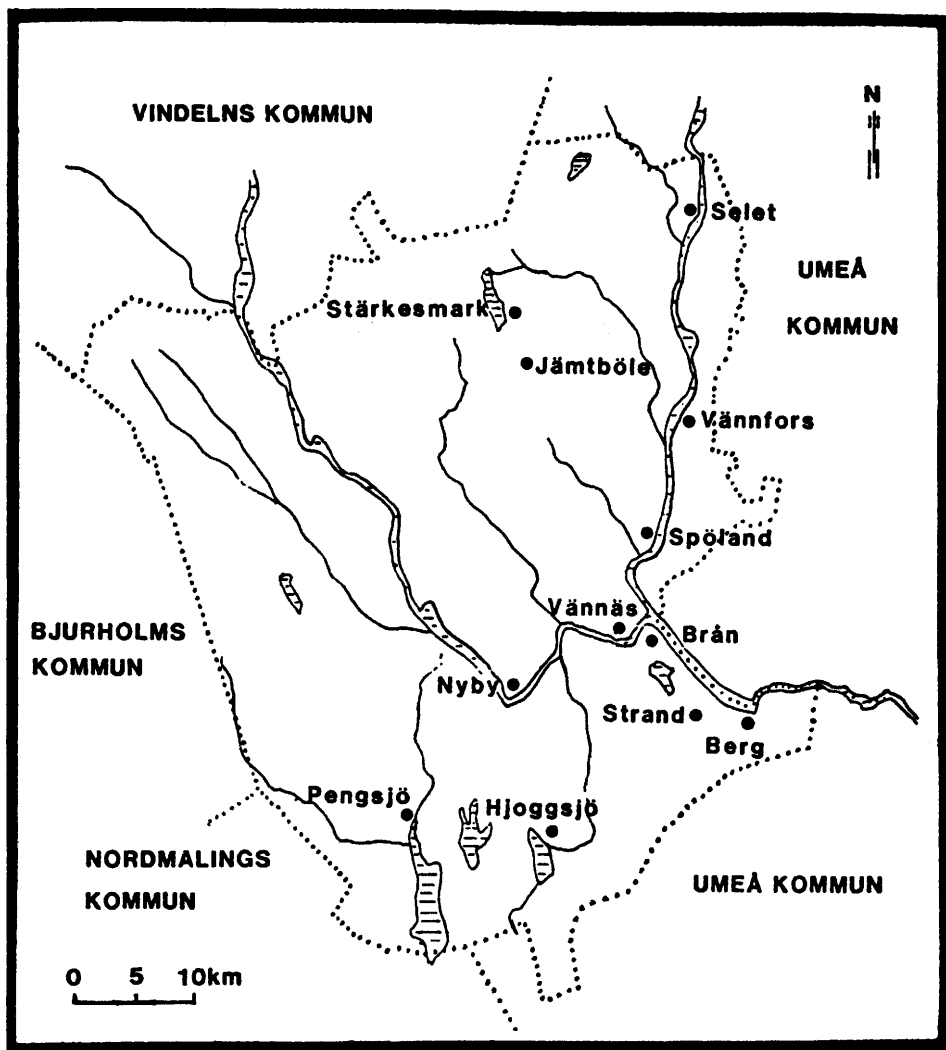 VINDELNS KOMMUN
N
Selet
UMEÅ
KOMMUN
Stärkesmark
Jämtböle
Vännfors
Spöland
Vännäs
Brån
BJURHOLMS
KOMMUN
Nyby
Strand
Berg
Pengsjö
Hjoggsjö
NORDMALINGS
KOMMUN
UMEÅ KOMMUN
0 5 10km